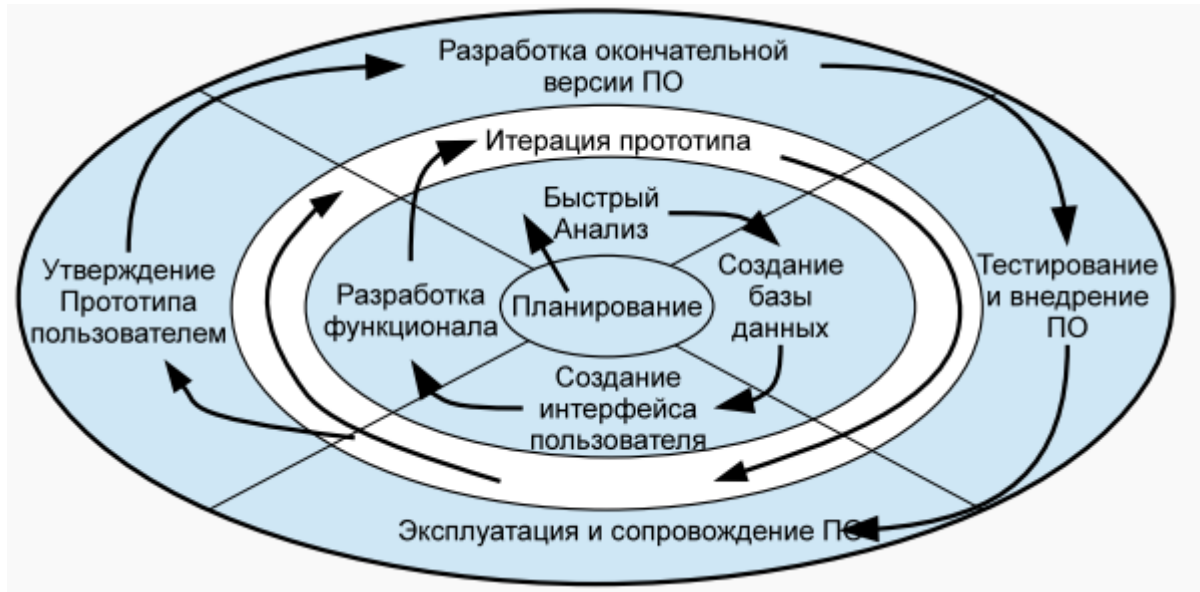 Разработка окончательной
версии ПО
Итерация прототипа
Быстрый
Анализ
Утверждение
Прототипа
пользователем
Разработка
функционала
Планирование
Создание
базы
данных
Тестирование
и внедрение
ПО
Создание
интерфейса
пользователя
Эксплуатация и сопровождение ПО